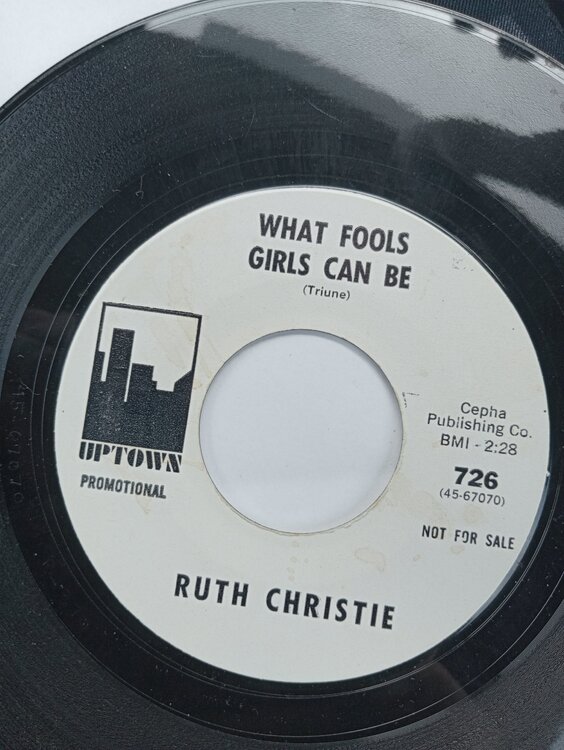 WHAT FOOLS
GIRLS CAN BE
(Triune)
UPTOWN
PROMOTIONAL
Cepha
Publishing Co.
BMI - 2:28
726
(45-67070)
NOT FOR SALE
RUTH CHRISTIE